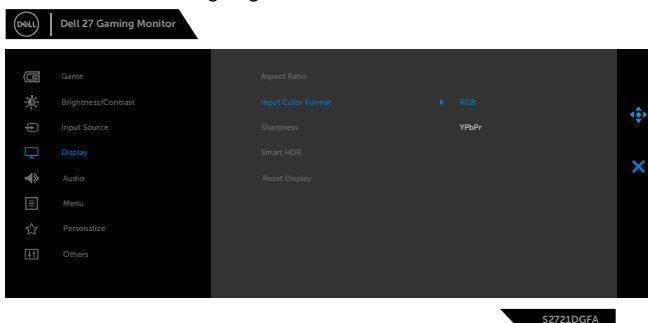 DELL
Dell 27 Gaming Monitor
Game
Aspect Ratio
Brightness/Contrast
Input Color Format
RGB
Input Source
Sharpness
YPbPr
Display
Smart HDR
Audio
Reset Display
Menu
Personalize
Others
S2721DGFA